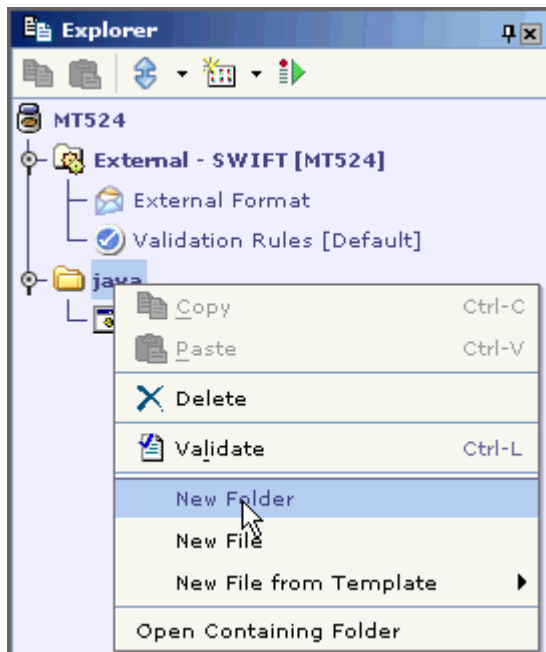 Explorer
MT524
External - SWIFT [MT524]
External Format
Validation Rules [Default]
java
Copy Ctrl-C
Paste Ctrl-V
Delete
Validate Ctrl-L
New Folder
New File
New File from Template
Open Containing Folder